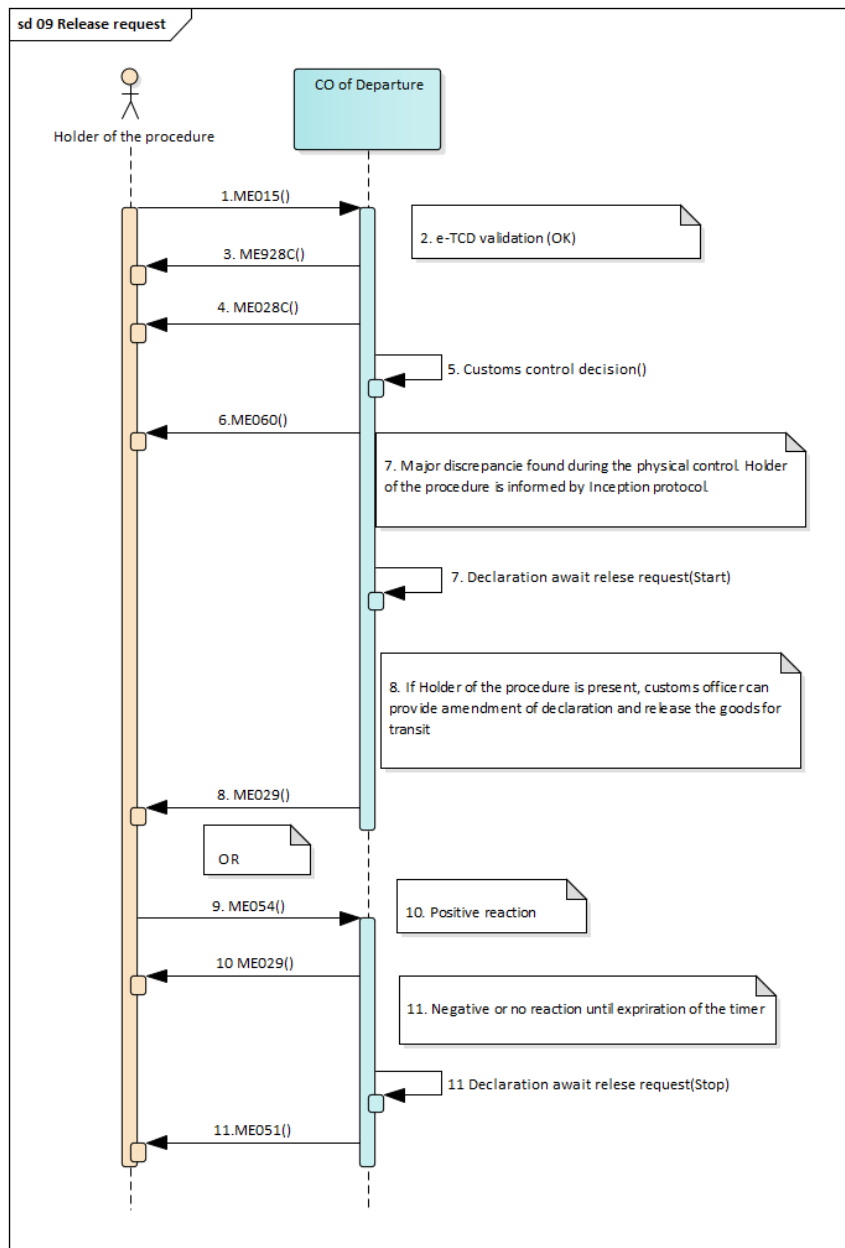 sd 09 Release request
CO of Departure
Holder of the procedure
1.ME015()
2. e-TCD validation (OK)
3. ME928C()
4. ME028C()
5. Customs control decision()
6.ME060()
7. Major discrepancie found during the physical control. Holder
of the procedure is informed by Inception protocol.
7. Declaration await relese request(Start)
8. If Holder of the procedure is present, customs officer can
provide amendment of declaration and release the goods for
transit
8. ME029()
OR
9. ME054()
10. Positive reaction
10 ME029()
11. Negative or no reaction until expriration of the timer
11 Declaration await relese request(Stop)
11.ME051()